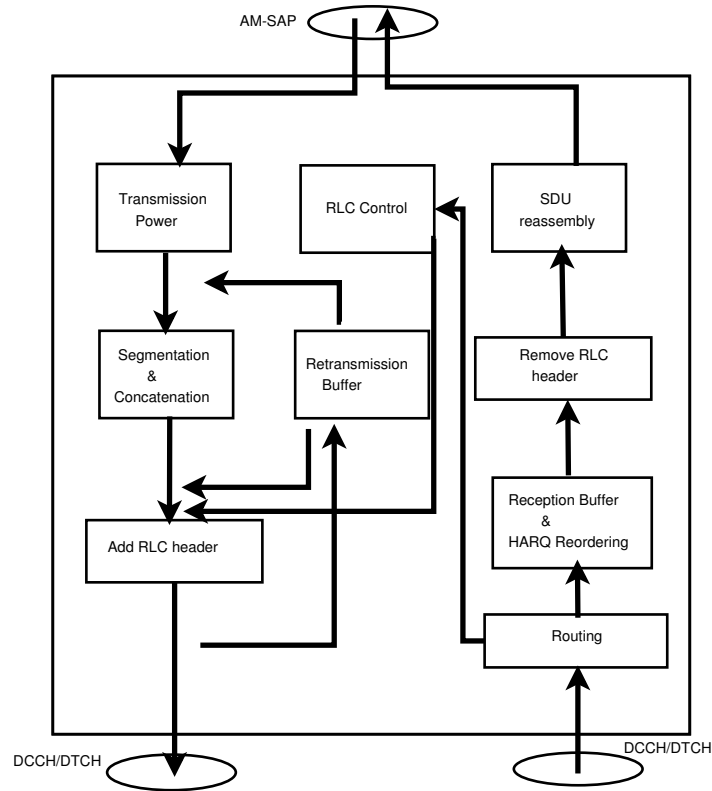 AM-SAP
Transmission
Power
RLC Control
SDU
reassembly
Segmentation
&
Concatenation
Retransmission
Buffer
Remove RLC
header
Reception Buffer
&
HARQ Reordering
Add RLC header
Routing
DCCH/DTCH
DCCH/DTCH